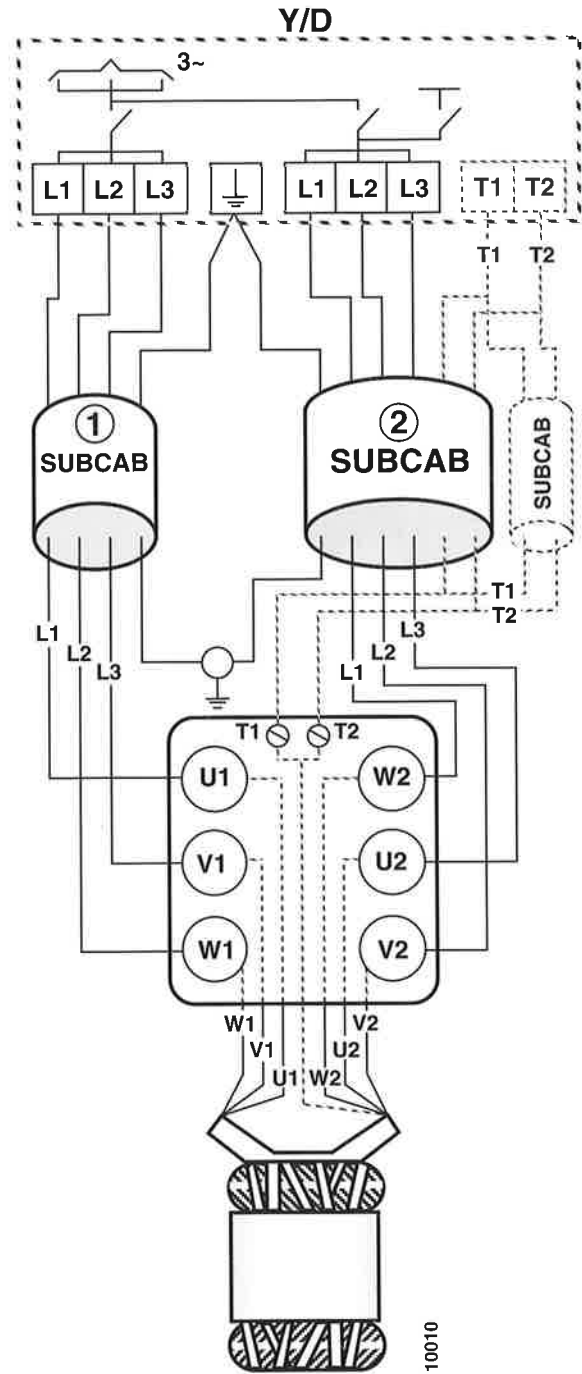 Y/D
3~
L1 L2 L3 L1 L2 L3 T1 T2
T1 T2
1
SUBCAB
2
SUBCAB
SUBCAB
T1
T2
L1
L2
L3
L1
L2
L3
T1 T2
U1 W2
V1 U2
W1 V2
W1
V1
U1
W2
U2
V2
10010